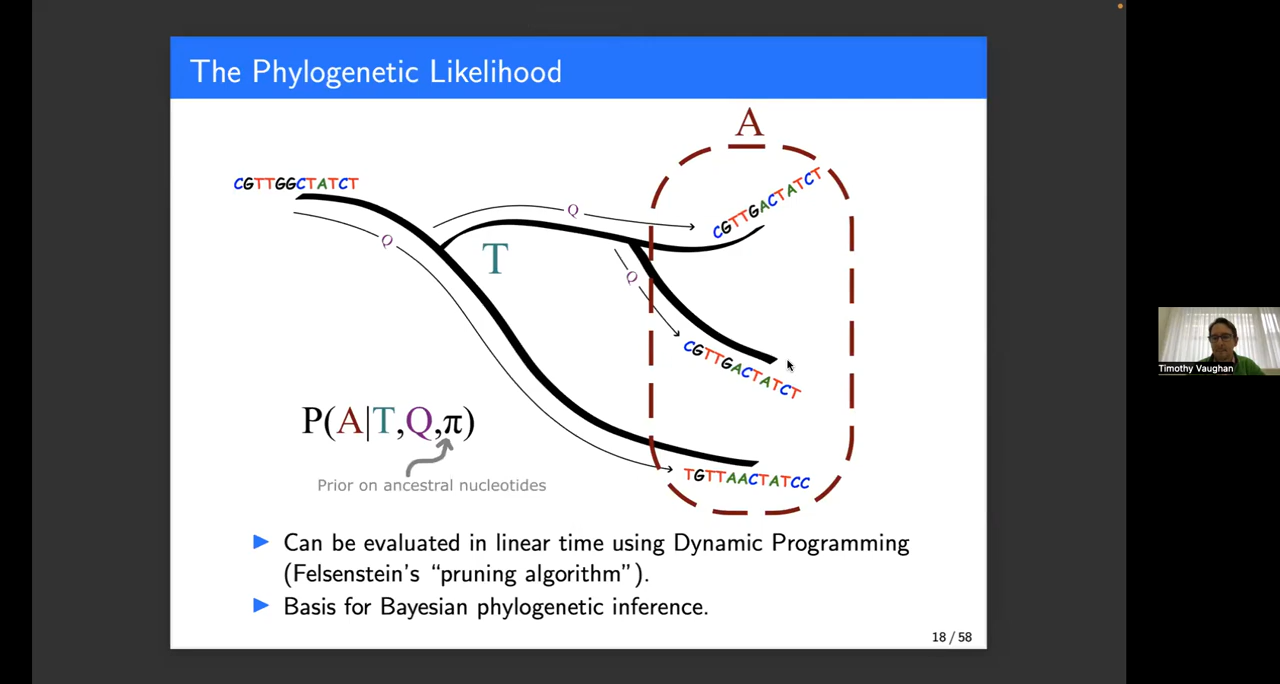 The Phylogenetic Likelihood
A
CGTTGGCTATCT
CGTTGACTATCT
Q
Q
T
Q
CGTTGACTATCT
P(A|T,Q,π)
Prior on ancestral nucleotides
TGTTAACTATCC
Can be evaluated in linear time using Dynamic Programming
(Felsenstein's "pruning algorithm").
Basis for Bayesian phylogenetic inference.
18 / 58
Timothy Vaughan